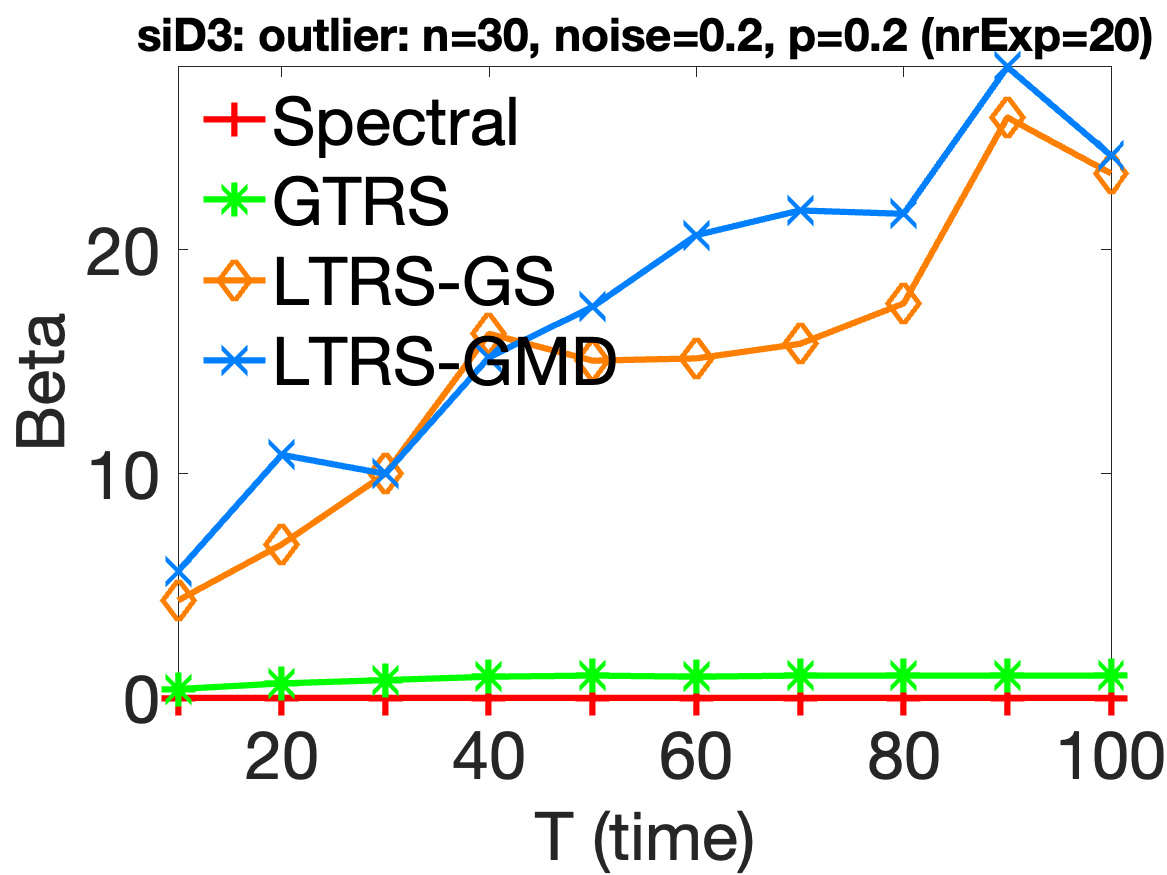 siD3: outlier: n=30, noise=0.2, p=0.2 (nrExp=20)
Spectral
GTRS
LTRS-GS
LTRS-GMD
Beta
20
10
0
20 40 60 80 100
T (time)